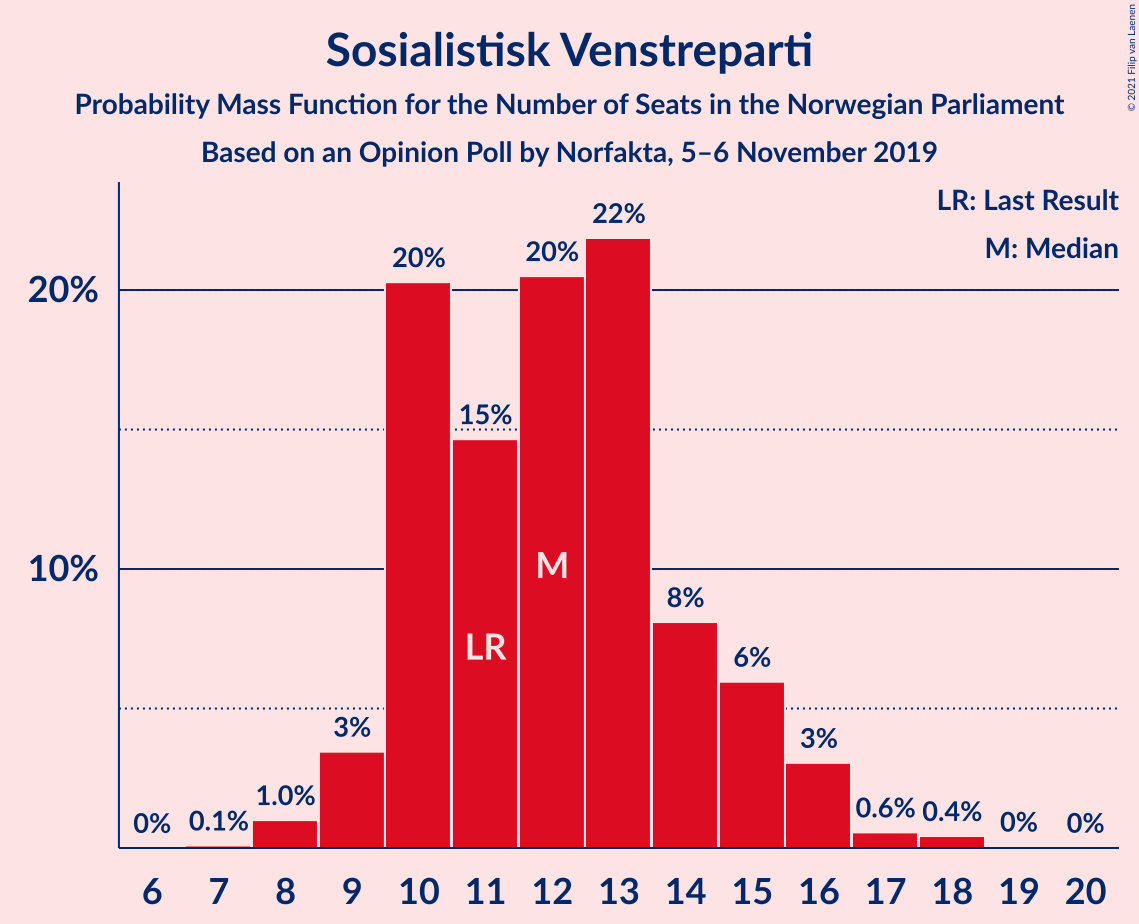 Sosialistisk Venstreparti
Probability Mass Function for the Number of Seats in the Norwegian Parliament
Based on an Opinion Poll by Norfakta, 5–6 November 2019
© 2021 Filip van Laenen
LR: Last Result
M: Median
20%
10%
0%
0.1%
1.0%
3%
20%
15%
20%
22%
8%
6%
3%
0.6%
0.4%
0%
0%
LR
M
6 7 8 9 10 11 12 13 14 15 16 17 18 19 20